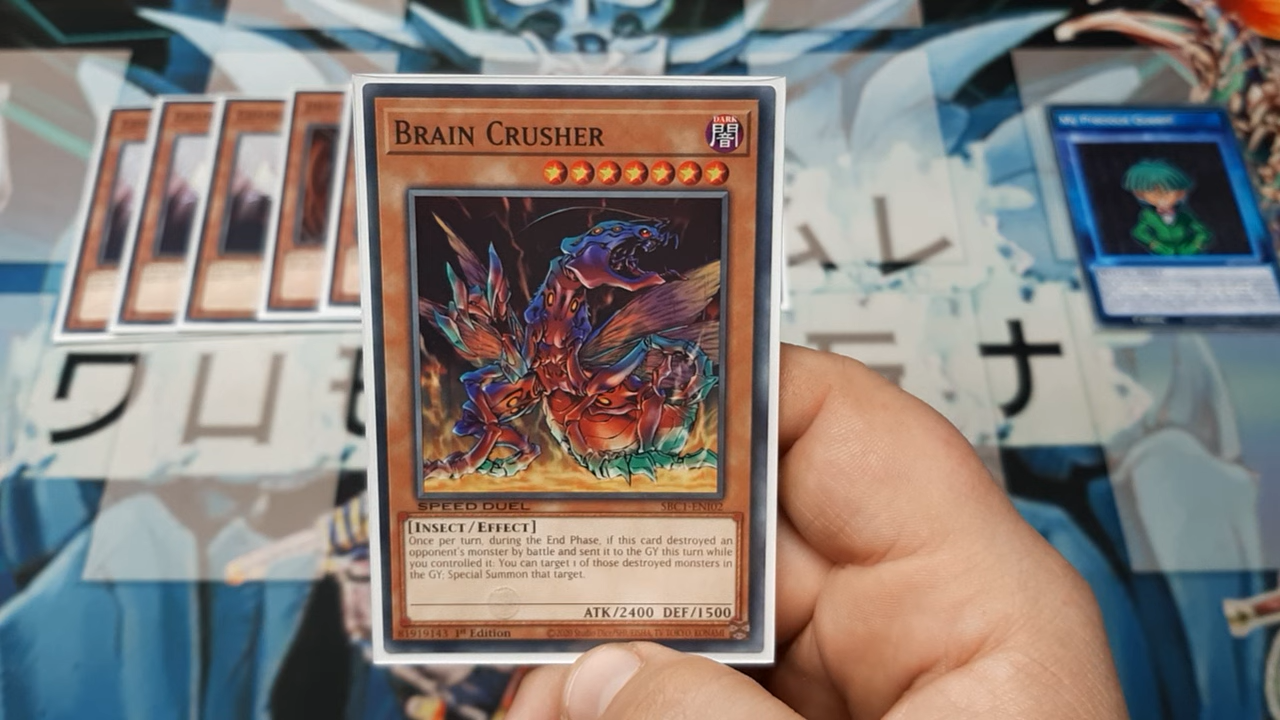 BRAIN CRUSHER
DARK
闇
SPEED DUEL
SBC1-ENI02
[INSECT/EFFECT]
Once per turn, during the End Phase, if this card destroyed an
opponent's monster by battle and sent it to the GY this turn while
you controlled it: You can target 1 of those destroyed monsters in
the GY; Special Summon that target.
ATK/2400 DEF/1500
81919143 1st Edition
ナ